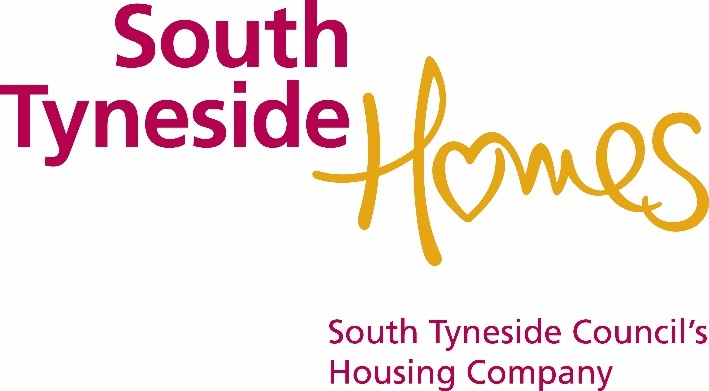 South
Tyneside
Homes
South Tyneside Council's
Housing Company